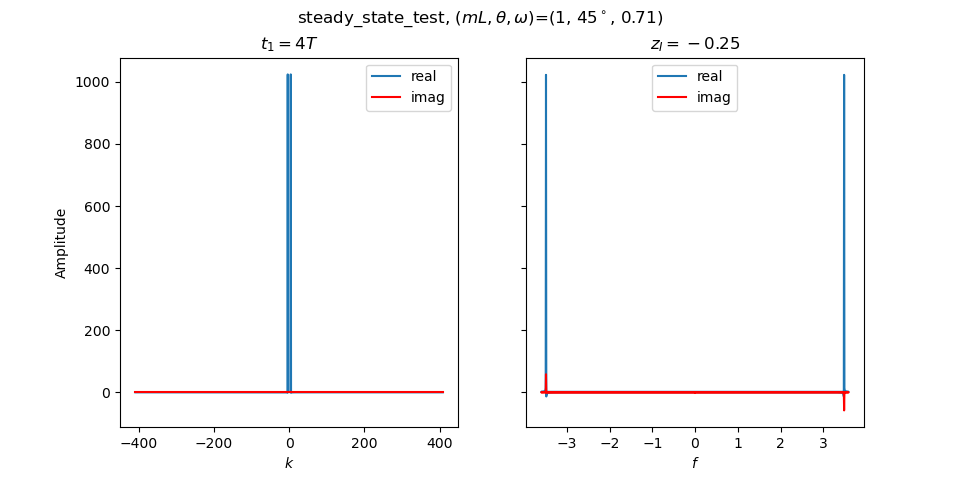 steady_state_test, (mL, θ, ω)=(1, 45°, 0.71)
t₁ = 4T
z_I = −0.25
real
imag
real
imag
1000
800
600
400
200
0
Amplitude
−400
−200
0
200
400
k
−3
−2
−1
0
1
2
3
f